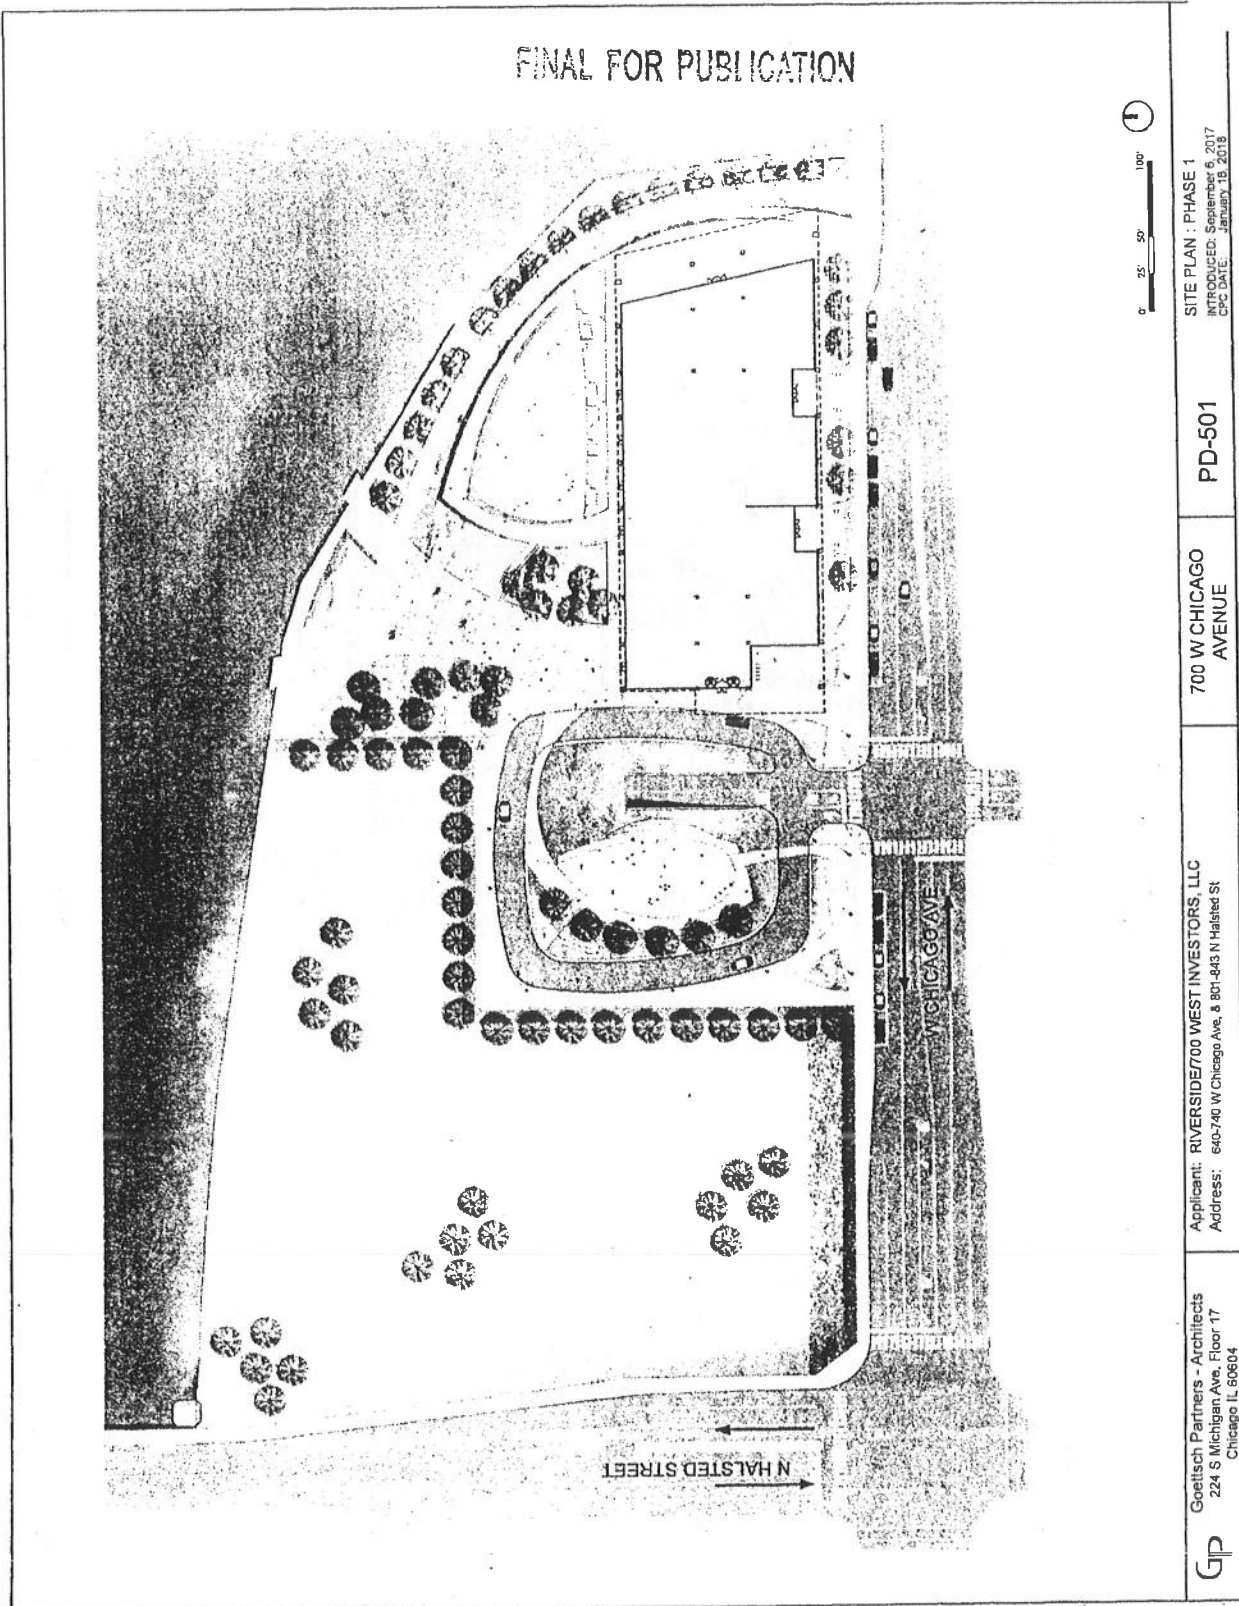 FINAL FOR PUBLICATION
N HALSTED STREET
W CHICAGO AVE
0' 25' 50' 100'
GP
Goettsch Partners - Architects
224 S Michigan Ave, Floor 17
Chicago IL 60604
Applicant: RIVERSIDE/700 WEST INVESTORS, LLC
Address: 640-740 W Chicago Ave, & 801-843 N Halsted St
700 W CHICAGO
AVENUE
PD-501
SITE PLAN : PHASE 1
INTRODUCED: September 6, 2017
CPC DATE: January 18, 2018